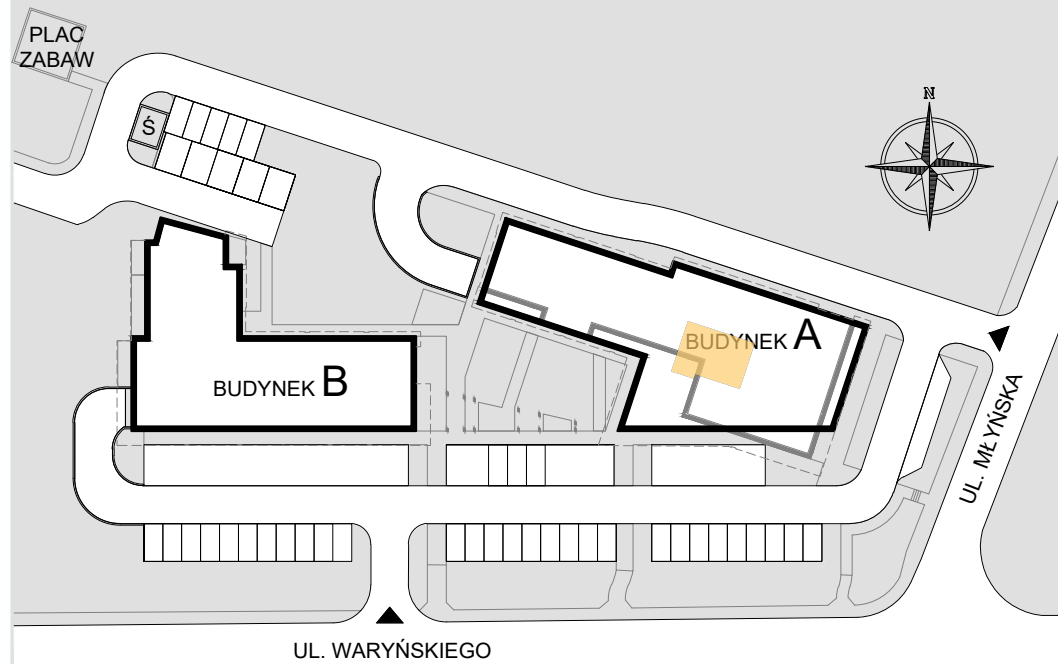 PLAC
ZABAW
Ś
N
BUDYNEK A
BUDYNEK B
UL. MŁYŃSKA
UL. WARYŃSKIEGO